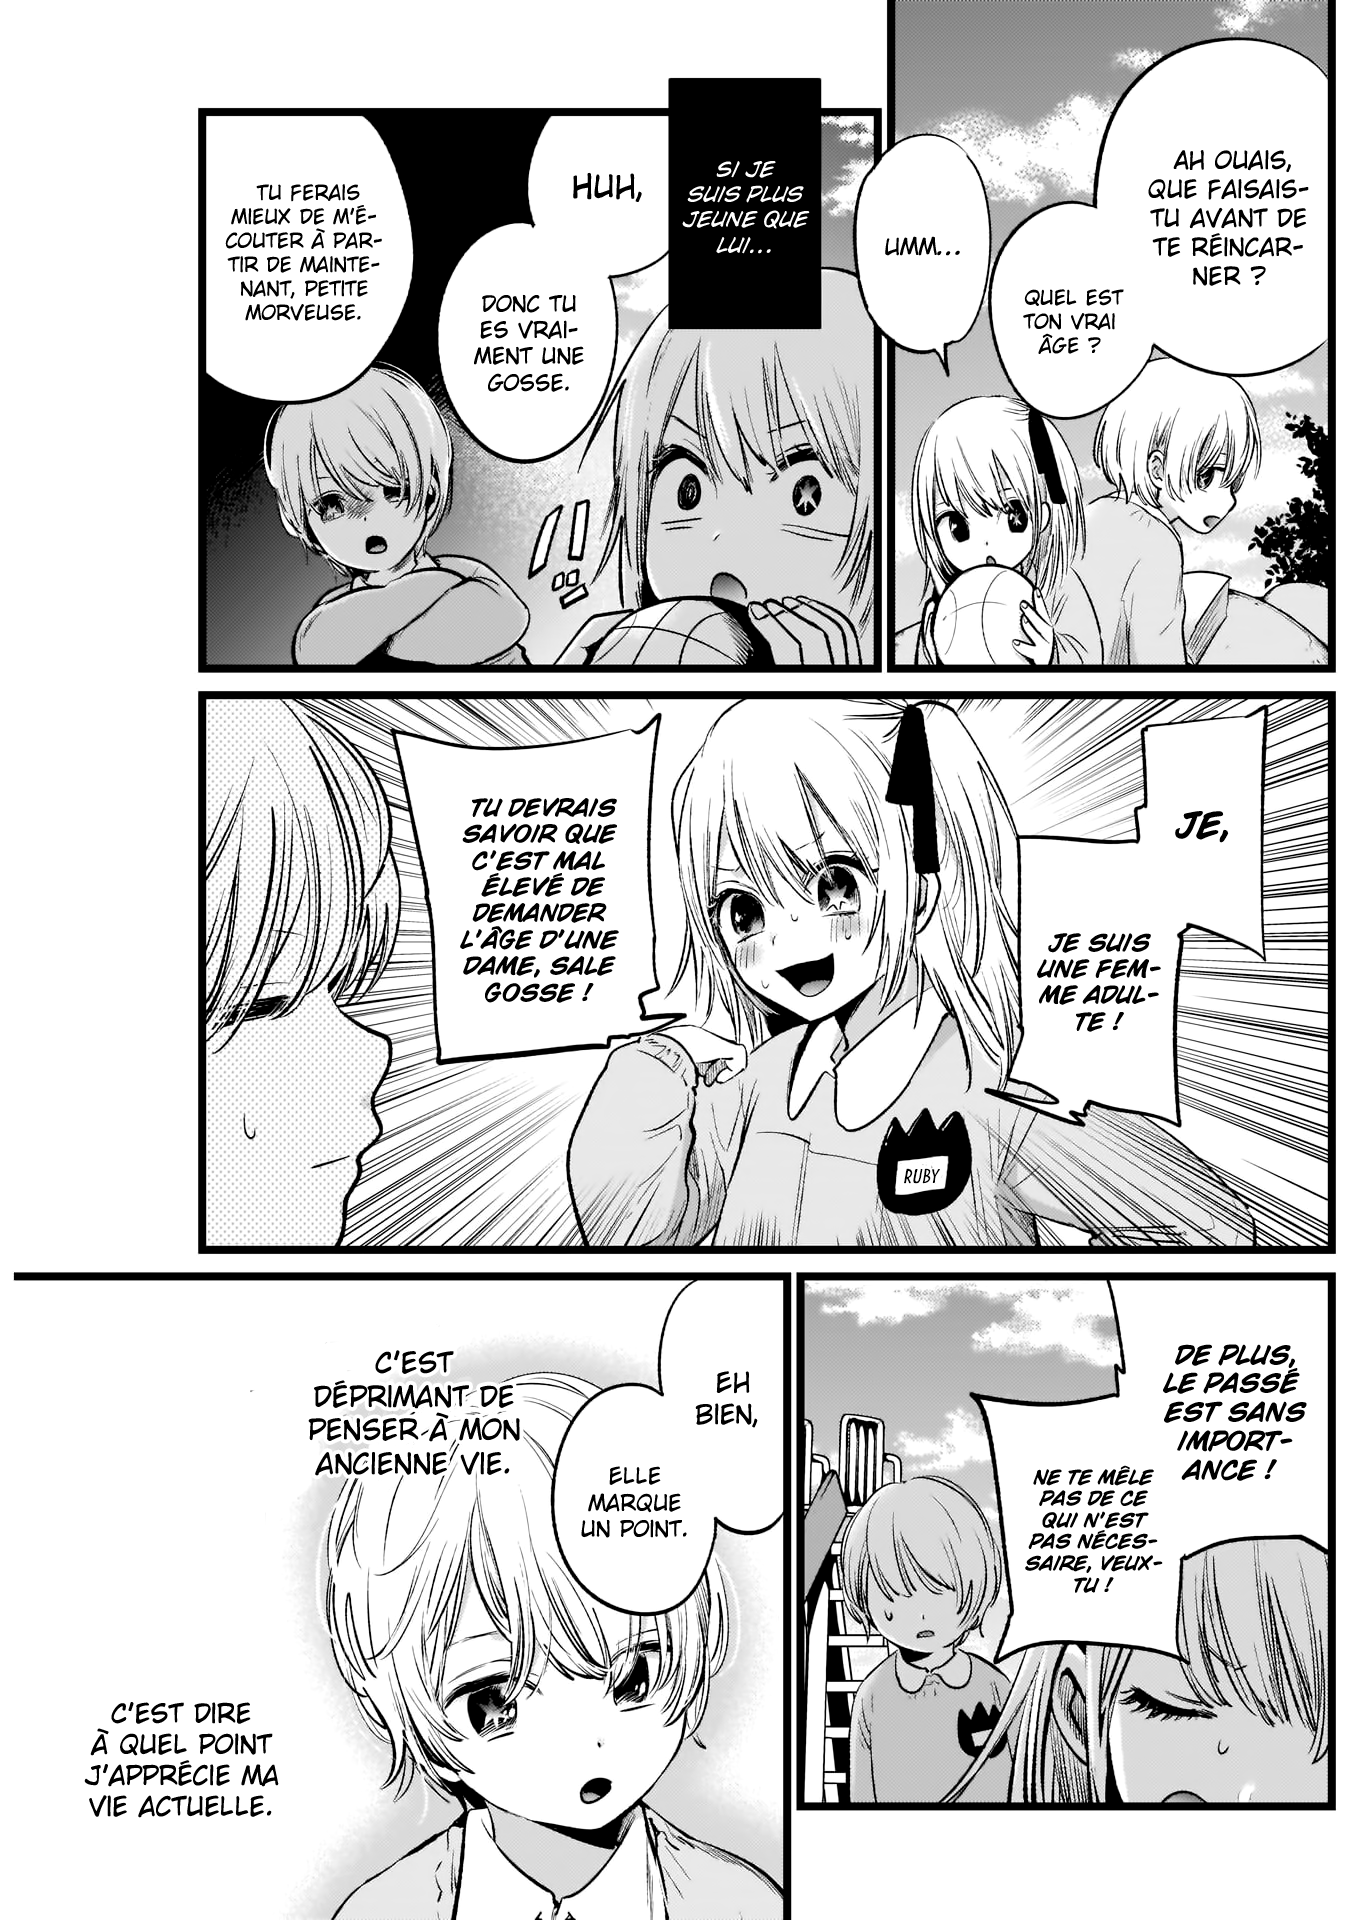 AH OUAIS,
QUE FAISAIS-
TU AVANT DE
TE RÉINCAR-
NER ?
QUEL EST
TON VRAI
ÂGE ?
UMM...
SI JE
SUIS PLUS
JEUNE QUE
LUI...
HUH,
DONC TU
ES VRAI-
MENT UNE
GOSSE.
TU FERAIS
MIEUX DE M'É-
COUTER À PAR-
TIR DE MAINTE-
NANT, PETITE
MORVEUSE.
JE,
JE SUIS
UNE FEM-
ME ADUL-
TE !
TU DEVRAIS
SAVOIR QUE
C'EST MAL
ÉLEVÉ DE
DEMANDER
L'ÂGE D'UNE
DAME, SALE
GOSSE !
RUBY
DE PLUS,
LE PASSÉ
EST SANS
IMPORT-
ANCE !
NE TE MÊLE
PAS DE CE
QUI N'EST
PAS NÉCES-
SAIRE, VEUX-
TU !
EH
BIEN,
ELLE
MARQUE
UN POINT.
C'EST
DÉPRIMANT DE
PENSER À MON
ANCIENNE VIE.
C'EST DIRE
À QUEL POINT
J'APPRÉCIE MA
VIE ACTUELLE.